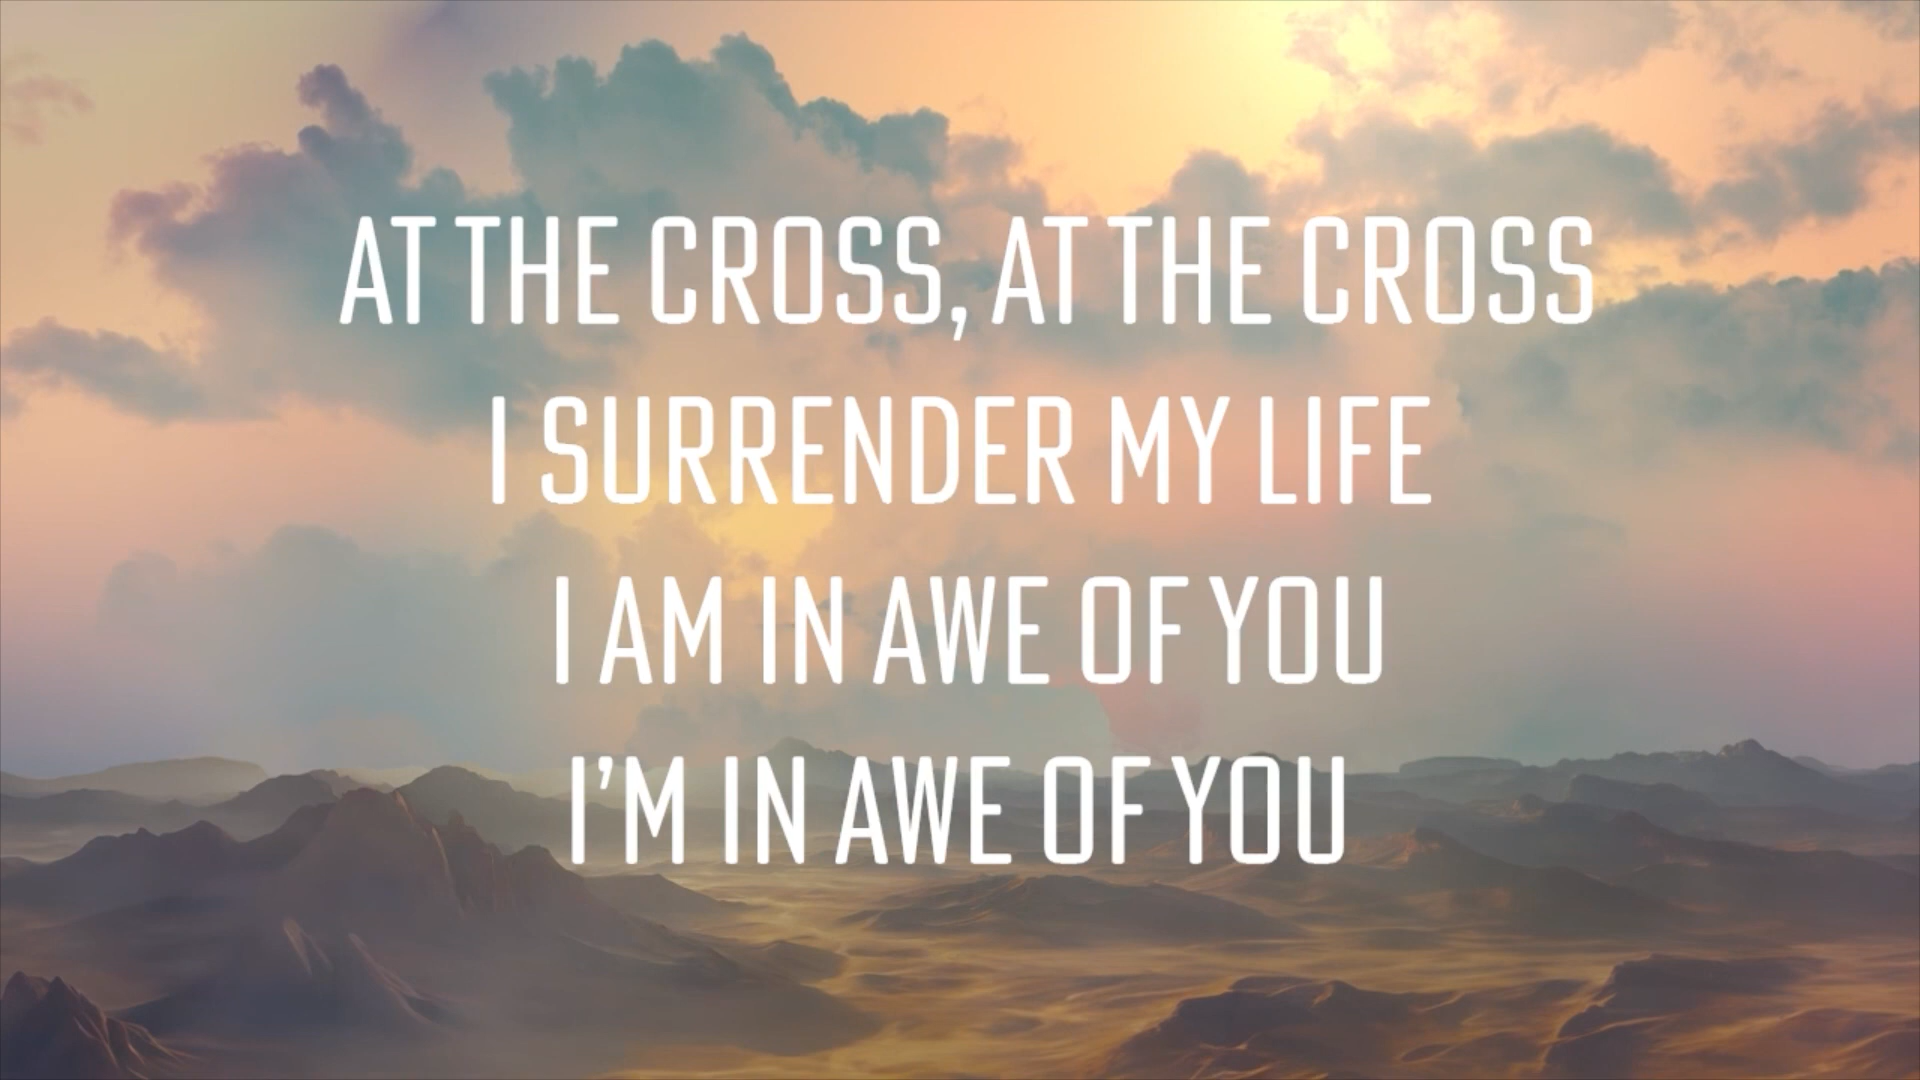 AT THE CROSS, AT THE CROSS
I SURRENDER MY LIFE
I AM IN AWE OF YOU
I'M IN AWE OF YOU